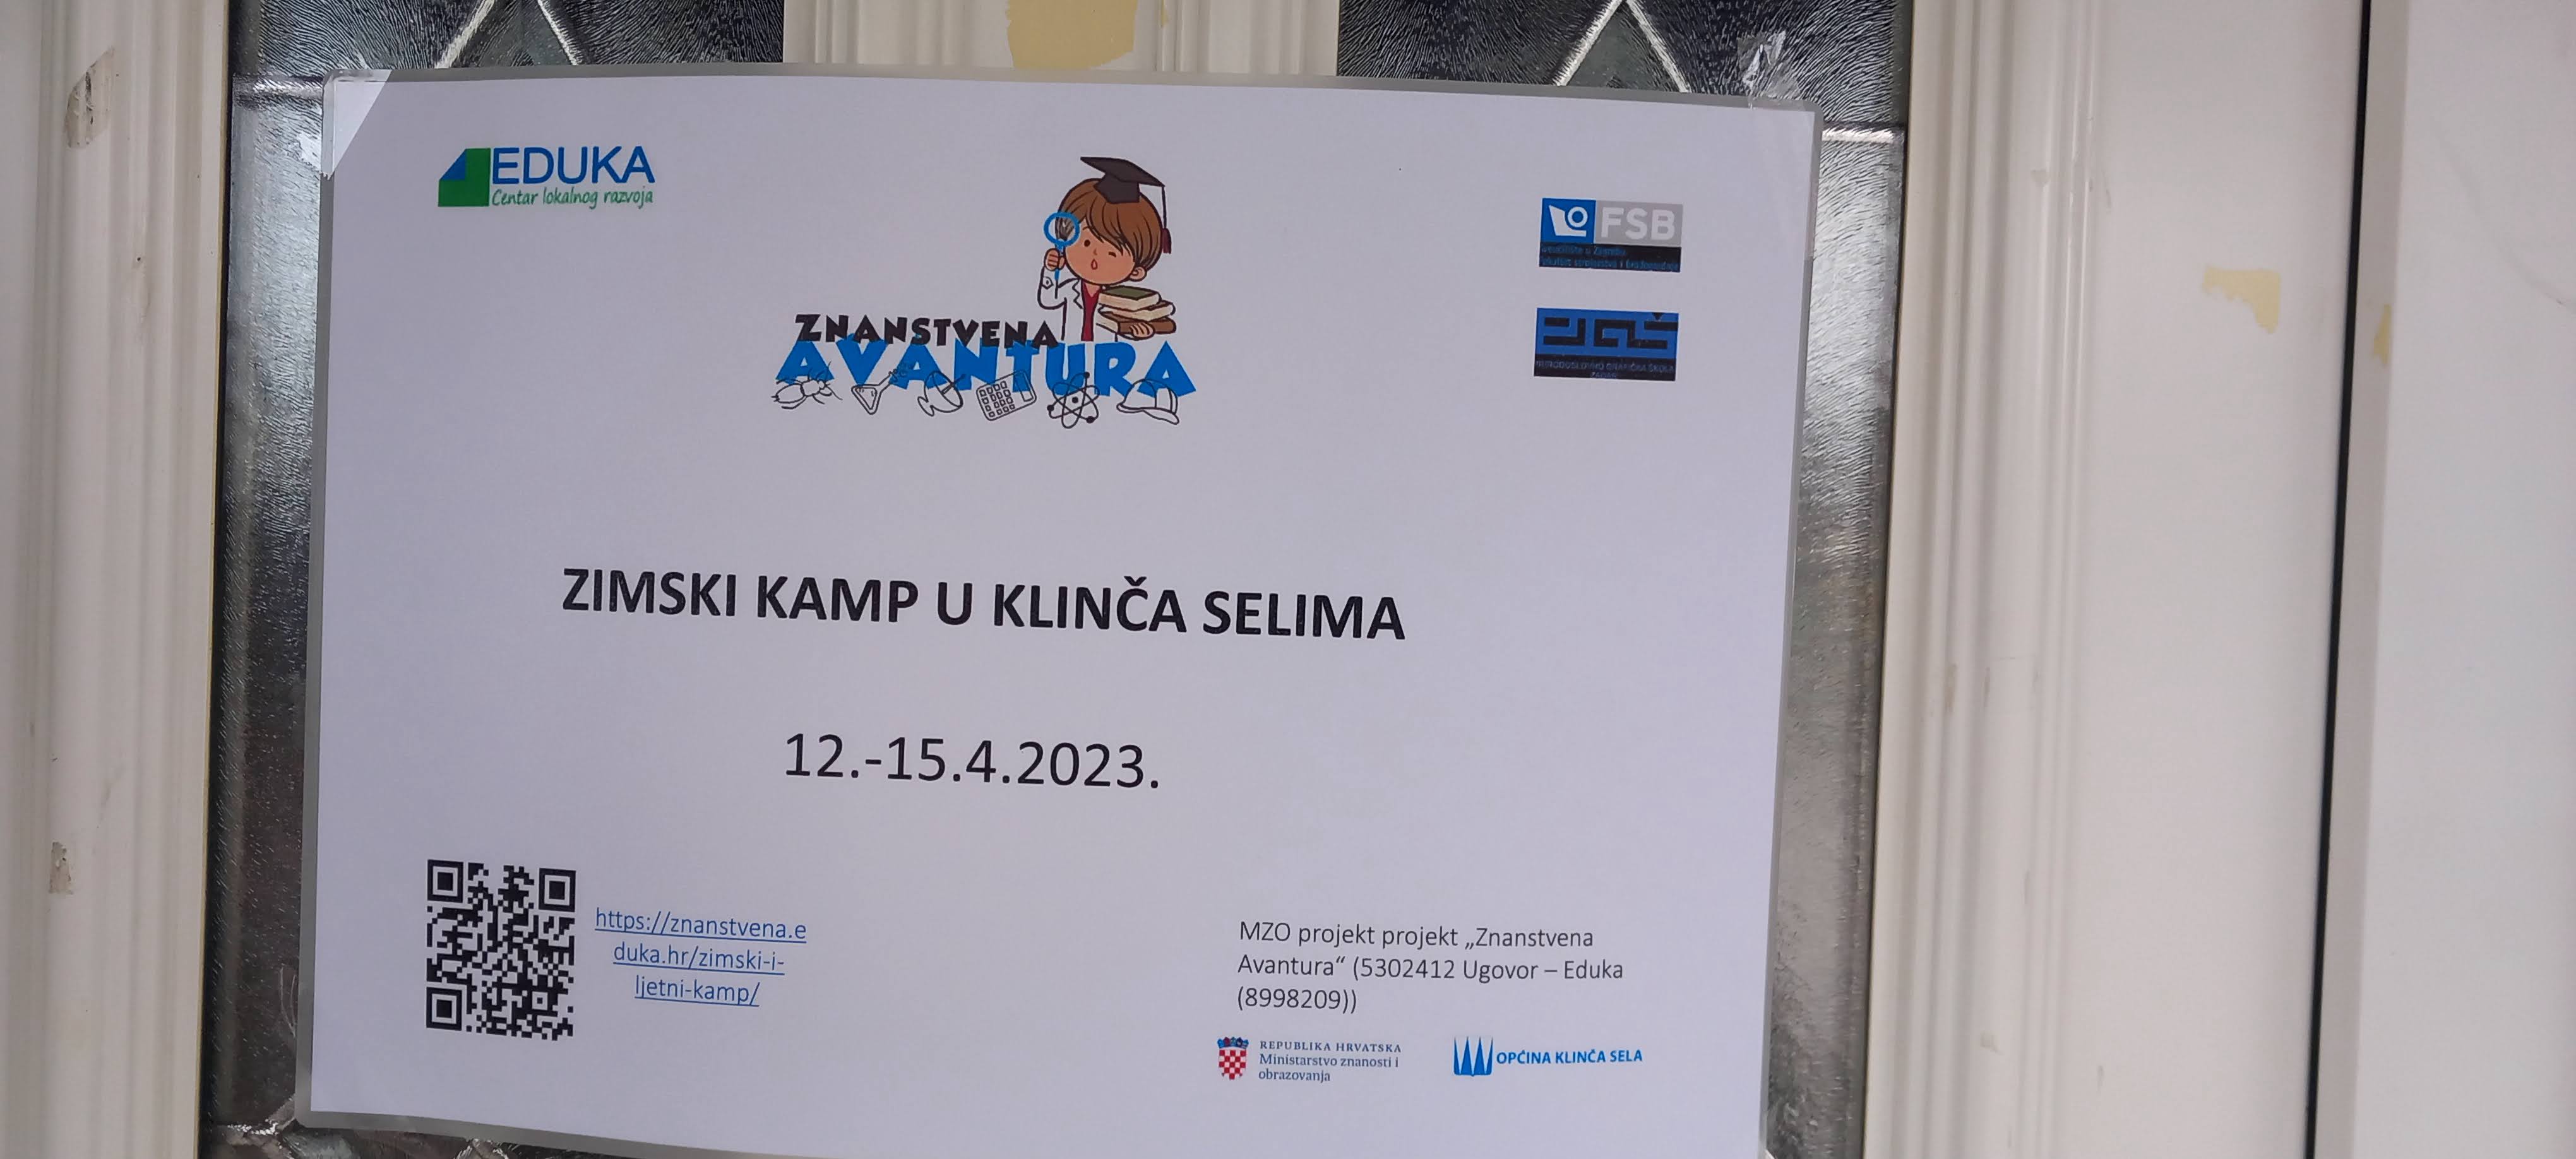 EDUKA
Centar lokalnog razvoja
FSB
ZNANSTVENA
AVANTURA
ZIMSKI KAMP U KLINČA SELIMA
12.-15.4.2023.
https://znanstvena.e
duka.hr/zimski-i-
ljetni-kamp/
MZO projekt projekt „Znanstvena
Avantura“ (5302412 Ugovor – Eduka
(8998209))
REPUBLIKA HRVATSKA
Ministarstvo znanosti i
obrazovanja
OPĆINA KLINČA SELA